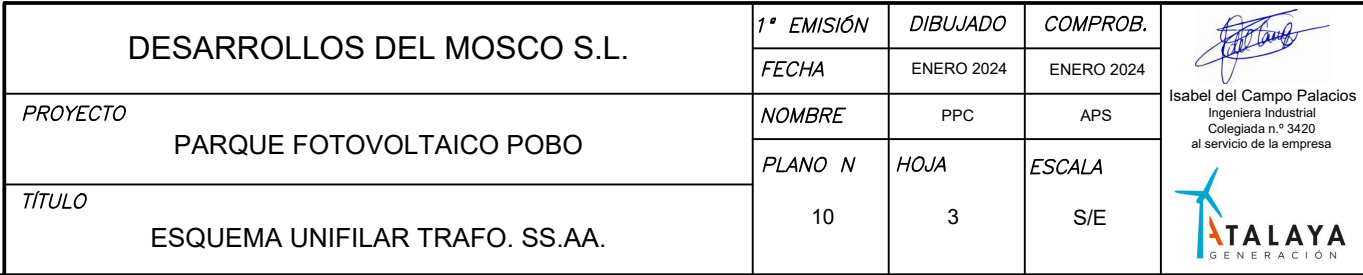 DESARROLLOS DEL MOSCO S.L.
1ª EMISIÓN DIBUJADO COMPROB.
FECHA ENERO 2024 ENERO 2024
NOMBRE PPC APS
PROYECTO
PARQUE FOTOVOLTAICO POBO
PLANO N HOJA ESCALA
10 3 S/E
TÍTULO
ESQUEMA UNIFILAR TRAFO. SS.AA.
Isabel del Campo Palacios
Ingeniera Industrial
Colegiada n.º 3420
al servicio de la empresa
ATALAYA
GENERACIÓN